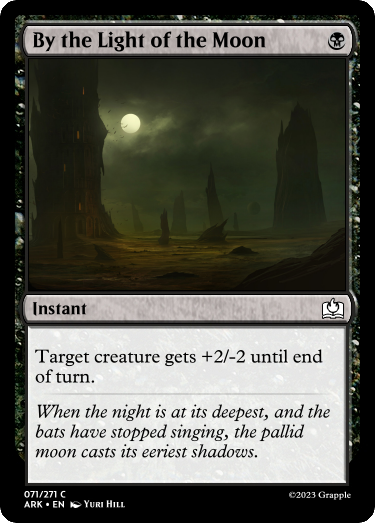 By the Light of the Moon
Instant
Target creature gets +2/-2 until end
of turn.
When the night is at its deepest, and the
bats have stopped singing, the pallid
moon casts its eeriest shadows.
071/271 C
ARK • EN Yuri Hill
©2023 Grapple